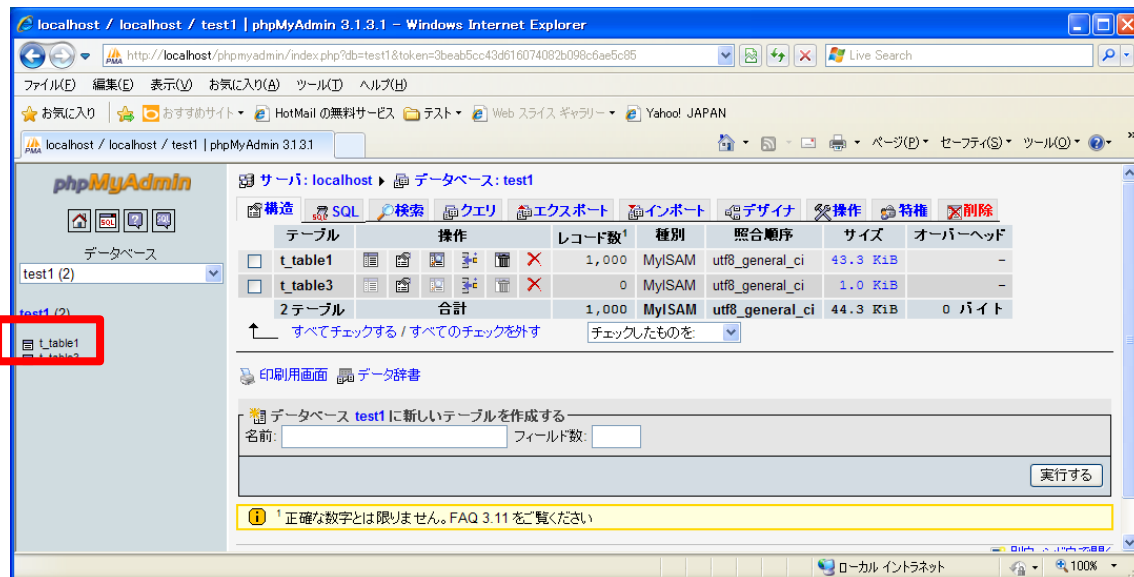 localhost / localhost / test1 | phpMyAdmin 3.1.3.1 - Windows Internet Explorer
http://localhost/phpmyadmin/index.php?db=test1&token=3beab5cc43d616074082b098c6ae5c85
Live Search
ファイル(F) 編集(E) 表示(V) お気に入り(A) ツール(T) ヘルプ(H)
お気に入り おすすめサイト HotMail の無料サービス テスト Web スライス ギャラリー Yahoo! JAPAN
localhost / localhost / test1 | phpMyAdmin 3.1.3.1
ページ(P) セーフティ(S) ツール(O)
phpMyAdmin
SQL
データベース
test1 (2)
test1 (2)
t_table1
t_table3
サーバ: localhost データベース: test1
構造 SQL 検索 クエリ エクスポート インポート デザイナ 操作 特権 削除
テーブル 操作 レコード数1 種別 照合順序 サイズ オーバーヘッド
t_table1 1,000 MyISAM utf8_general_ci 43.3 KiB -
t_table3 0 MyISAM utf8_general_ci 1.0 KiB -
2 テーブル 合計 1,000 MyISAM utf8_general_ci 44.3 KiB 0 バイト
すべてチェックする / すべてのチェックを外す チェックしたものを:
印刷用画面 データ辞書
データベース test1 に新しいテーブルを作成する
名前: フィールド数:
実行する
1 正確な数字とは限りません。FAQ 3.11 をご覧ください
ローカル イントラネット 100%